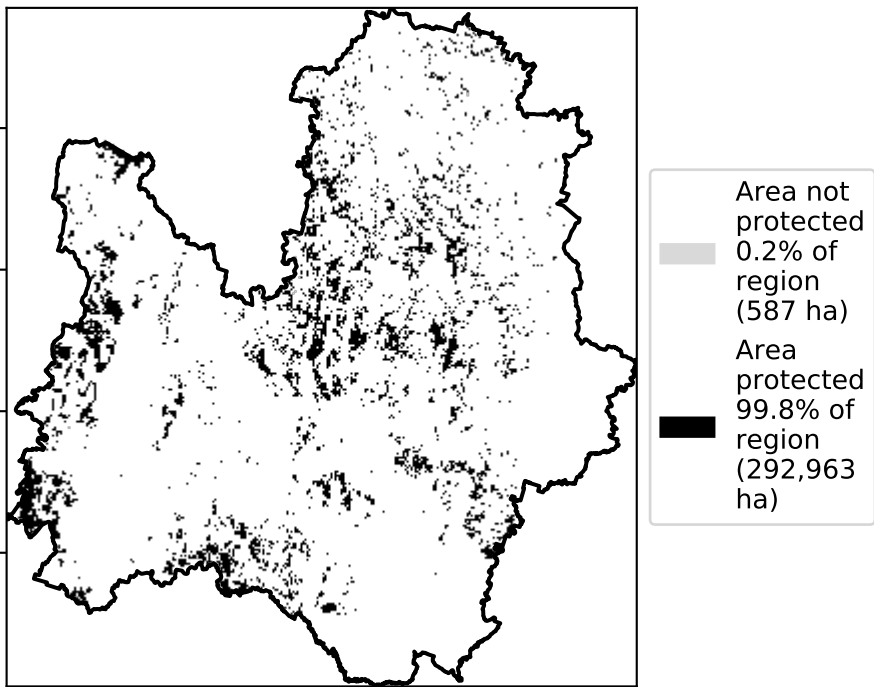 Area not
protected
0.2% of
region
(587 ha)
Area
protected
99.8% of
region
(292,963
ha)